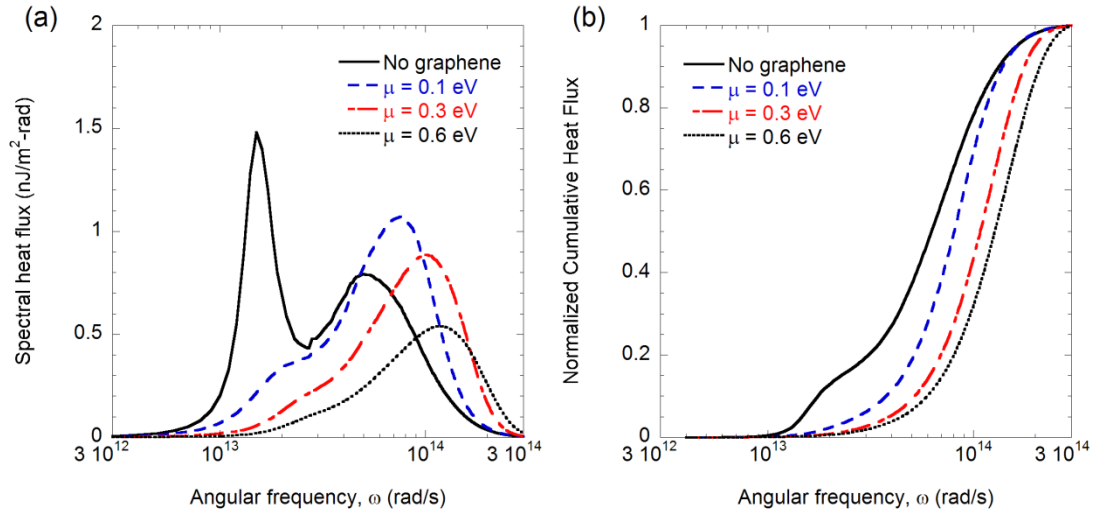 (a)
2
1.5
1
0.5
0
3 10¹²
10¹³
10¹⁴
3 10¹⁴
Spectral heat flux (nJ/m²-rad)
Angular frequency, ω (rad/s)
No graphene
μ = 0.1 eV
μ = 0.3 eV
μ = 0.6 eV
(b)
1
0.8
0.6
0.4
0.2
0
3 10¹²
10¹³
10¹⁴
3 10¹⁴
Normalized Cumulative Heat Flux
Angular frequency, ω (rad/s)
No graphene
μ = 0.1 eV
μ = 0.3 eV
μ = 0.6 eV